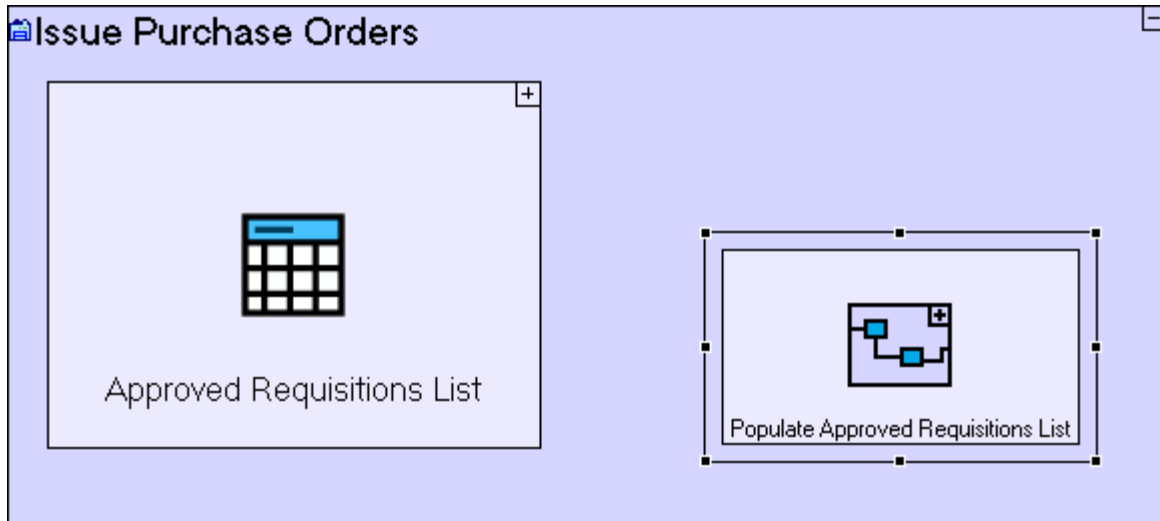 Issue Purchase Orders
Approved Requisitions List
Populate Approved Requisitions List